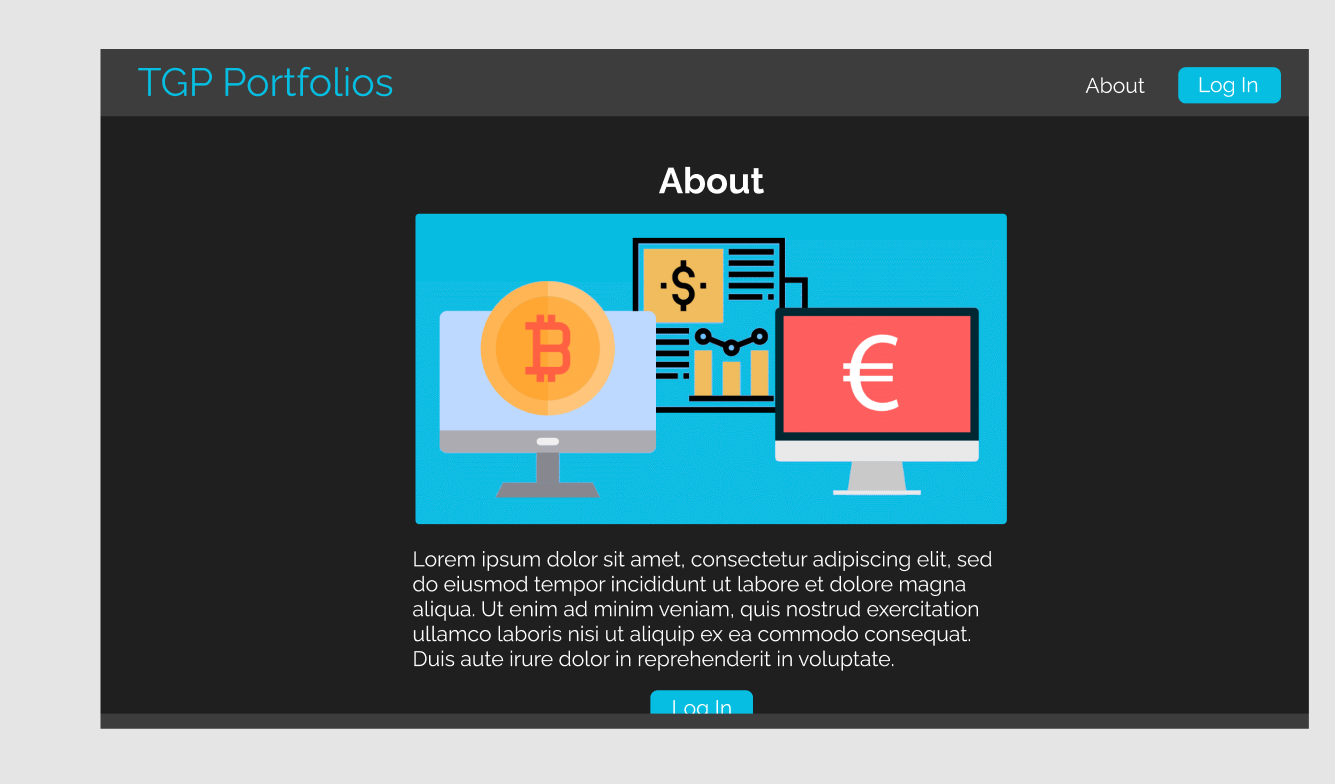 TGP Portfolios
About
Log In
About
$
B
€
Lorem ipsum dolor sit amet, consectetur adipiscing elit, sed
do eiusmod tempor incididunt ut labore et dolore magna
aliqua. Ut enim ad minim veniam, quis nostrud exercitation
ullamco laboris nisi ut aliquip ex ea commodo consequat.
Duis aute irure dolor in reprehenderit in voluptate.
Log In